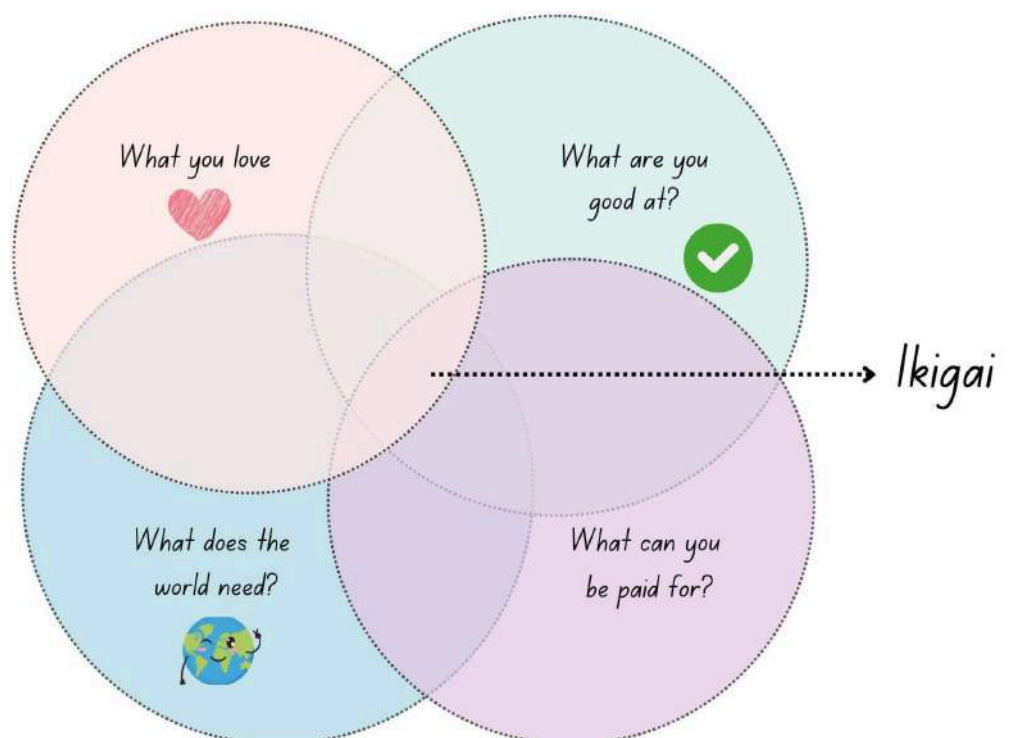 What you love
What are you
good at?
Ikigai
What does the
world need?
What can you
be paid for?